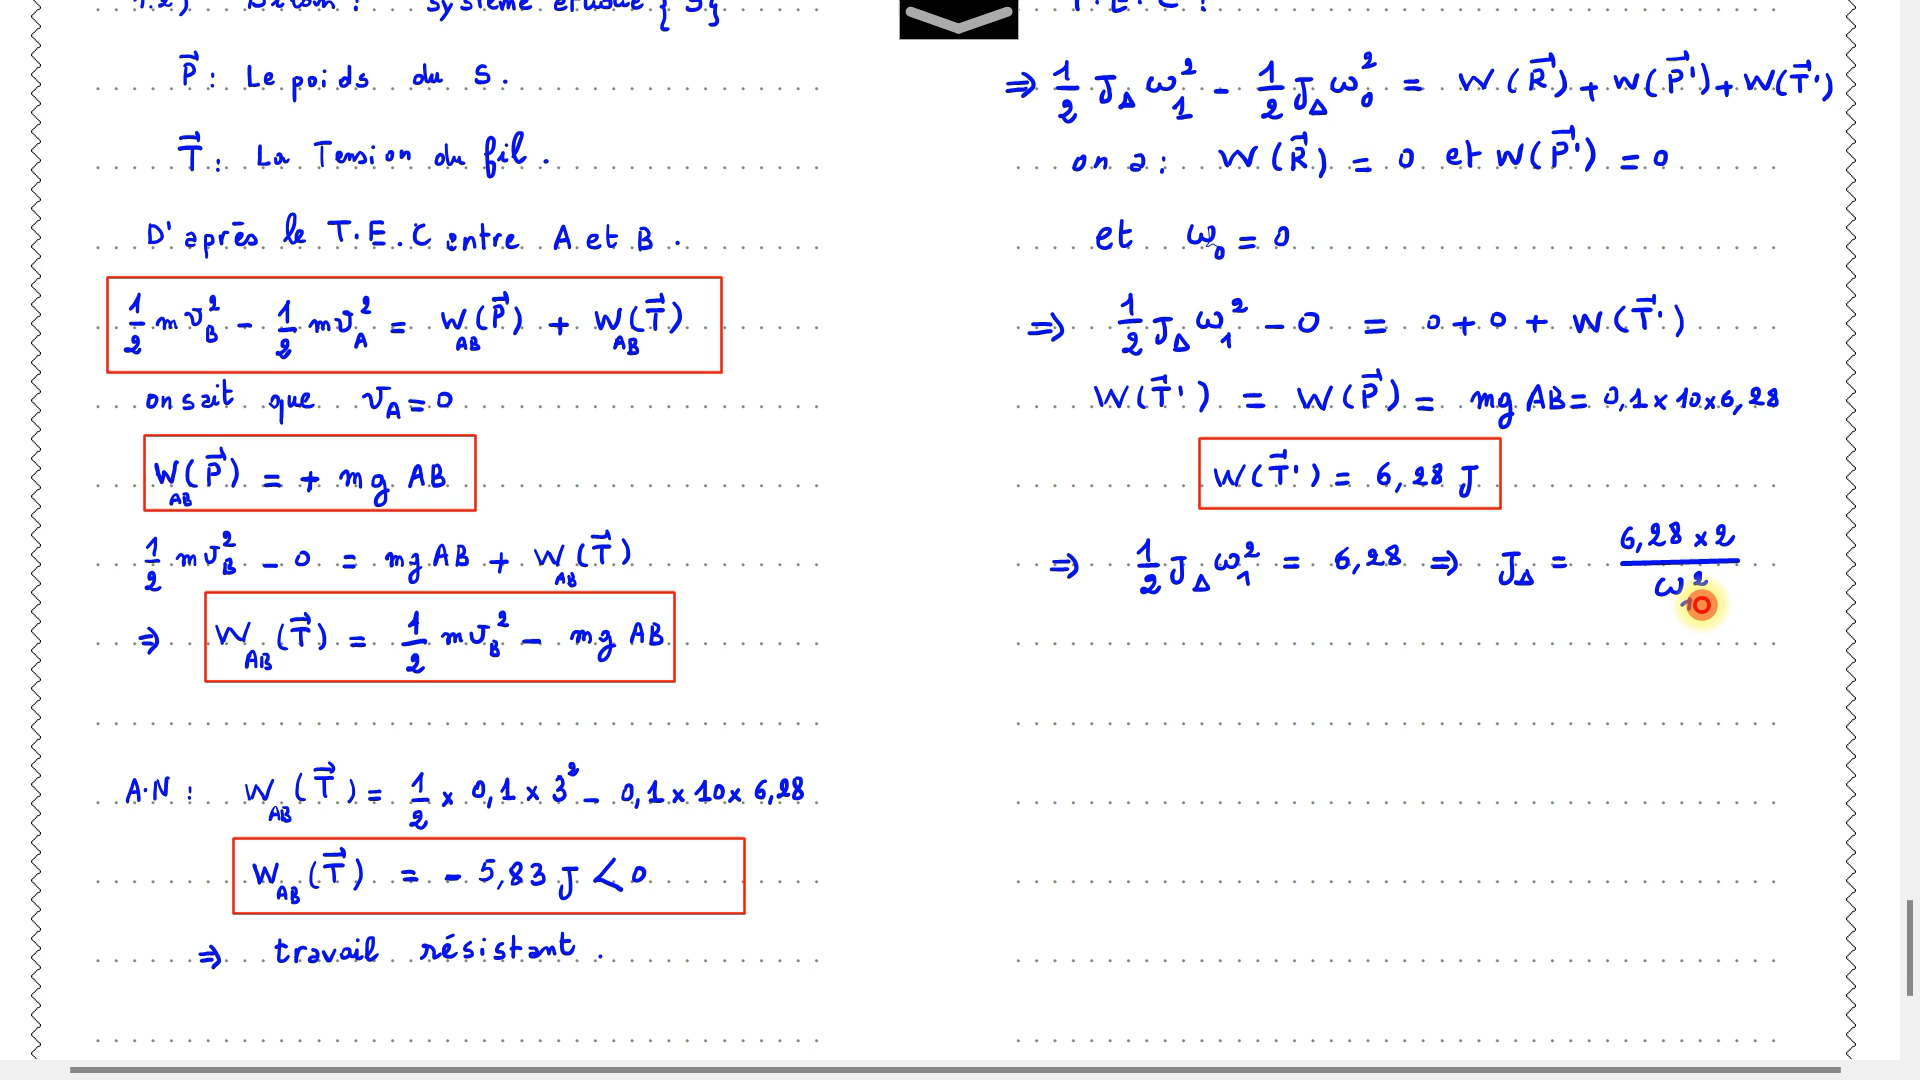 1.2) Bilan : système étudié { S }
P⃗ : Le poids du S .
T⃗ : La Tension du fil .
D'après le T.E.C entre A et B .
1/2 m v_B² - 1/2 m v_A² = W_AB(P⃗) + W_AB(T⃗)
on sait que v_A = 0
W_AB(P⃗) = + mg AB
1/2 m v_B² - 0 = mg AB + W_AB(T⃗)
⇒ W_AB(T⃗) = 1/2 m v_B² - mg AB
A.N : W_AB(T⃗) = 1/2 x 0,1 x 3² - 0,1 x 10 x 6,28
W_AB(T⃗) = - 5,83 J < 0
⇒ travail résistant .
T.E.C :
⇒ 1/2 J_Δ ω_1² - 1/2 J_Δ ω_0² = W(R⃗) + W(P⃗') + W(T⃗')
on a : W(R⃗) = 0 et W(P⃗') = 0
et ω_0 = 0
⇒ 1/2 J_Δ ω_1² - 0 = 0 + 0 + W(T⃗')
W(T⃗') = W(P⃗) = mg AB = 0,1 x 10 x 6,28
W(T⃗') = 6,28 J
⇒ 1/2 J_Δ ω_1² = 6,28 ⇒ J_Δ = 6,28 x 2 / ω_1²